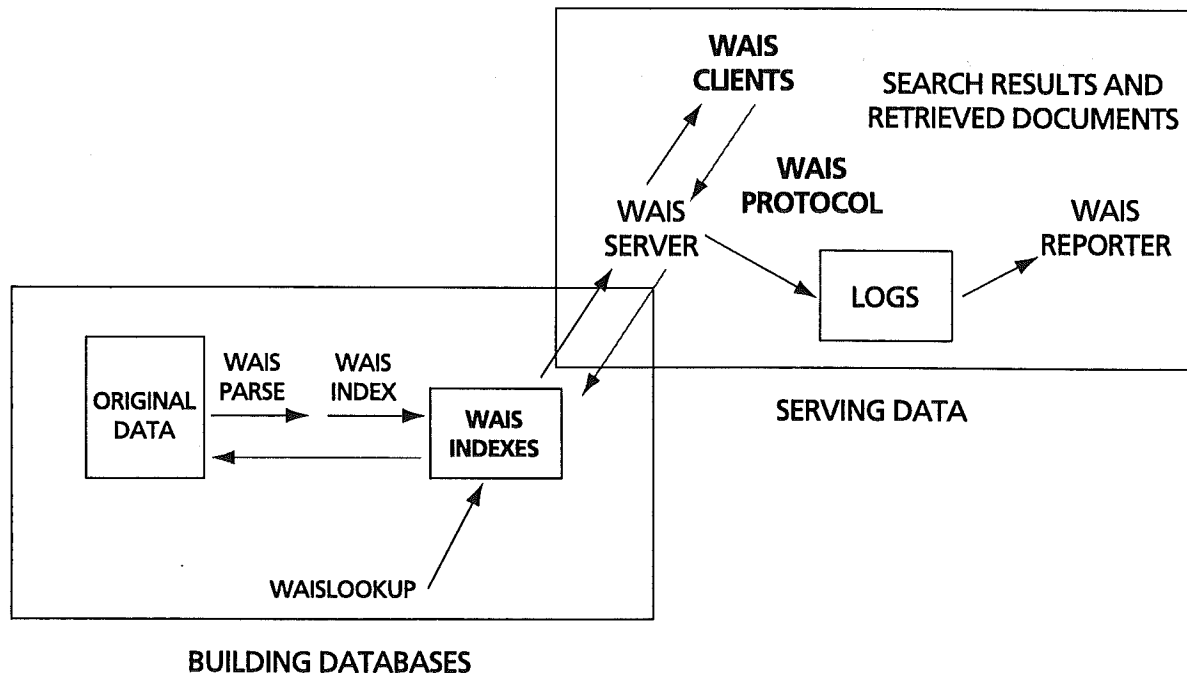 WAIS
CLIENTS
SEARCH RESULTS AND
RETRIEVED DOCUMENTS
WAIS
PROTOCOL
WAIS
SERVER
WAIS
REPORTER
LOGS
SERVING DATA
ORIGINAL
DATA
WAIS
PARSE
WAIS
INDEX
WAIS
INDEXES
WAISLOOKUP
BUILDING DATABASES